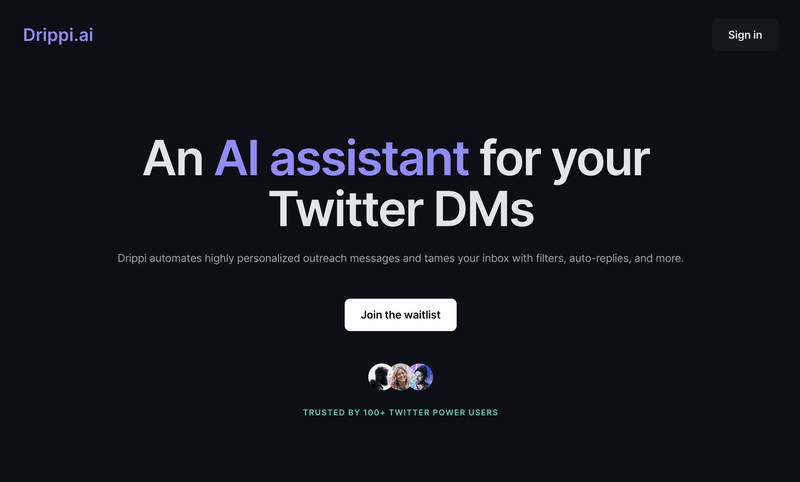 Drippi.ai
Sign in
An AI assistant for your
Twitter DMs
Drippi automates highly personalized outreach messages and tames your inbox with filters, auto-replies, and more.
Join the waitlist
TRUSTED BY 100+ TWITTER POWER USERS